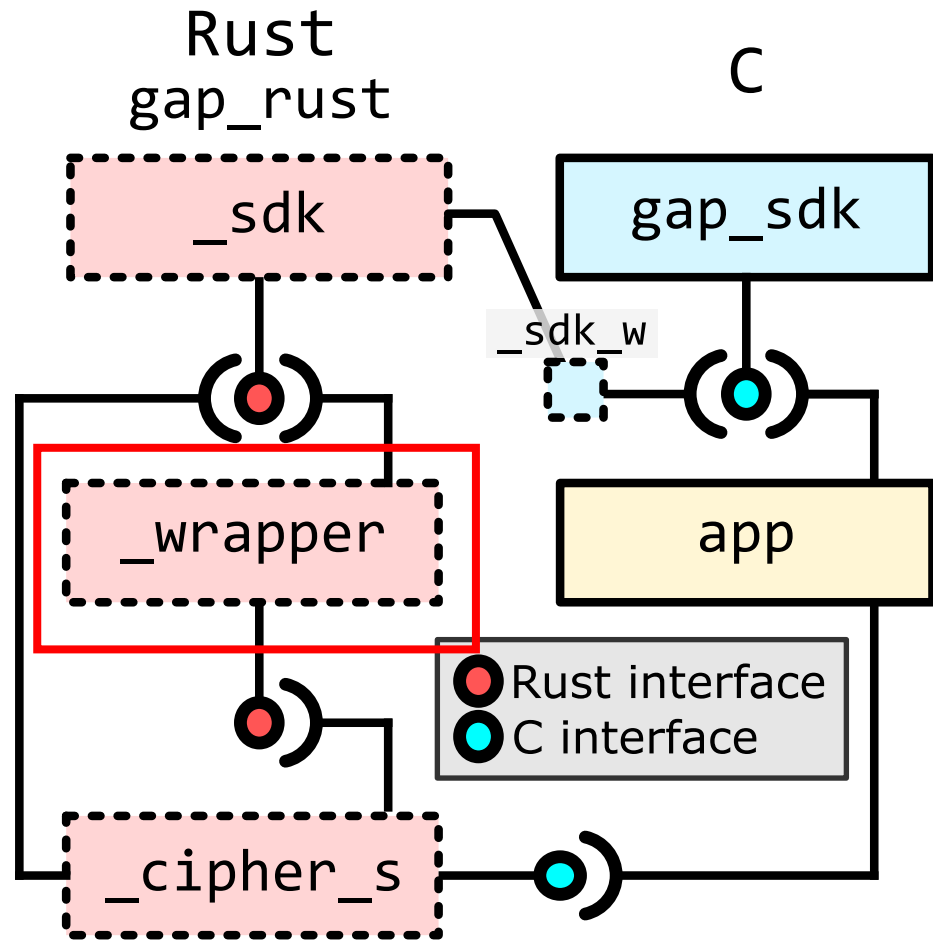 Rust
gap_rust
C
_sdk
gap_sdk
_sdk_w
_wrapper
app
Rust interface
C interface
_cipher_s